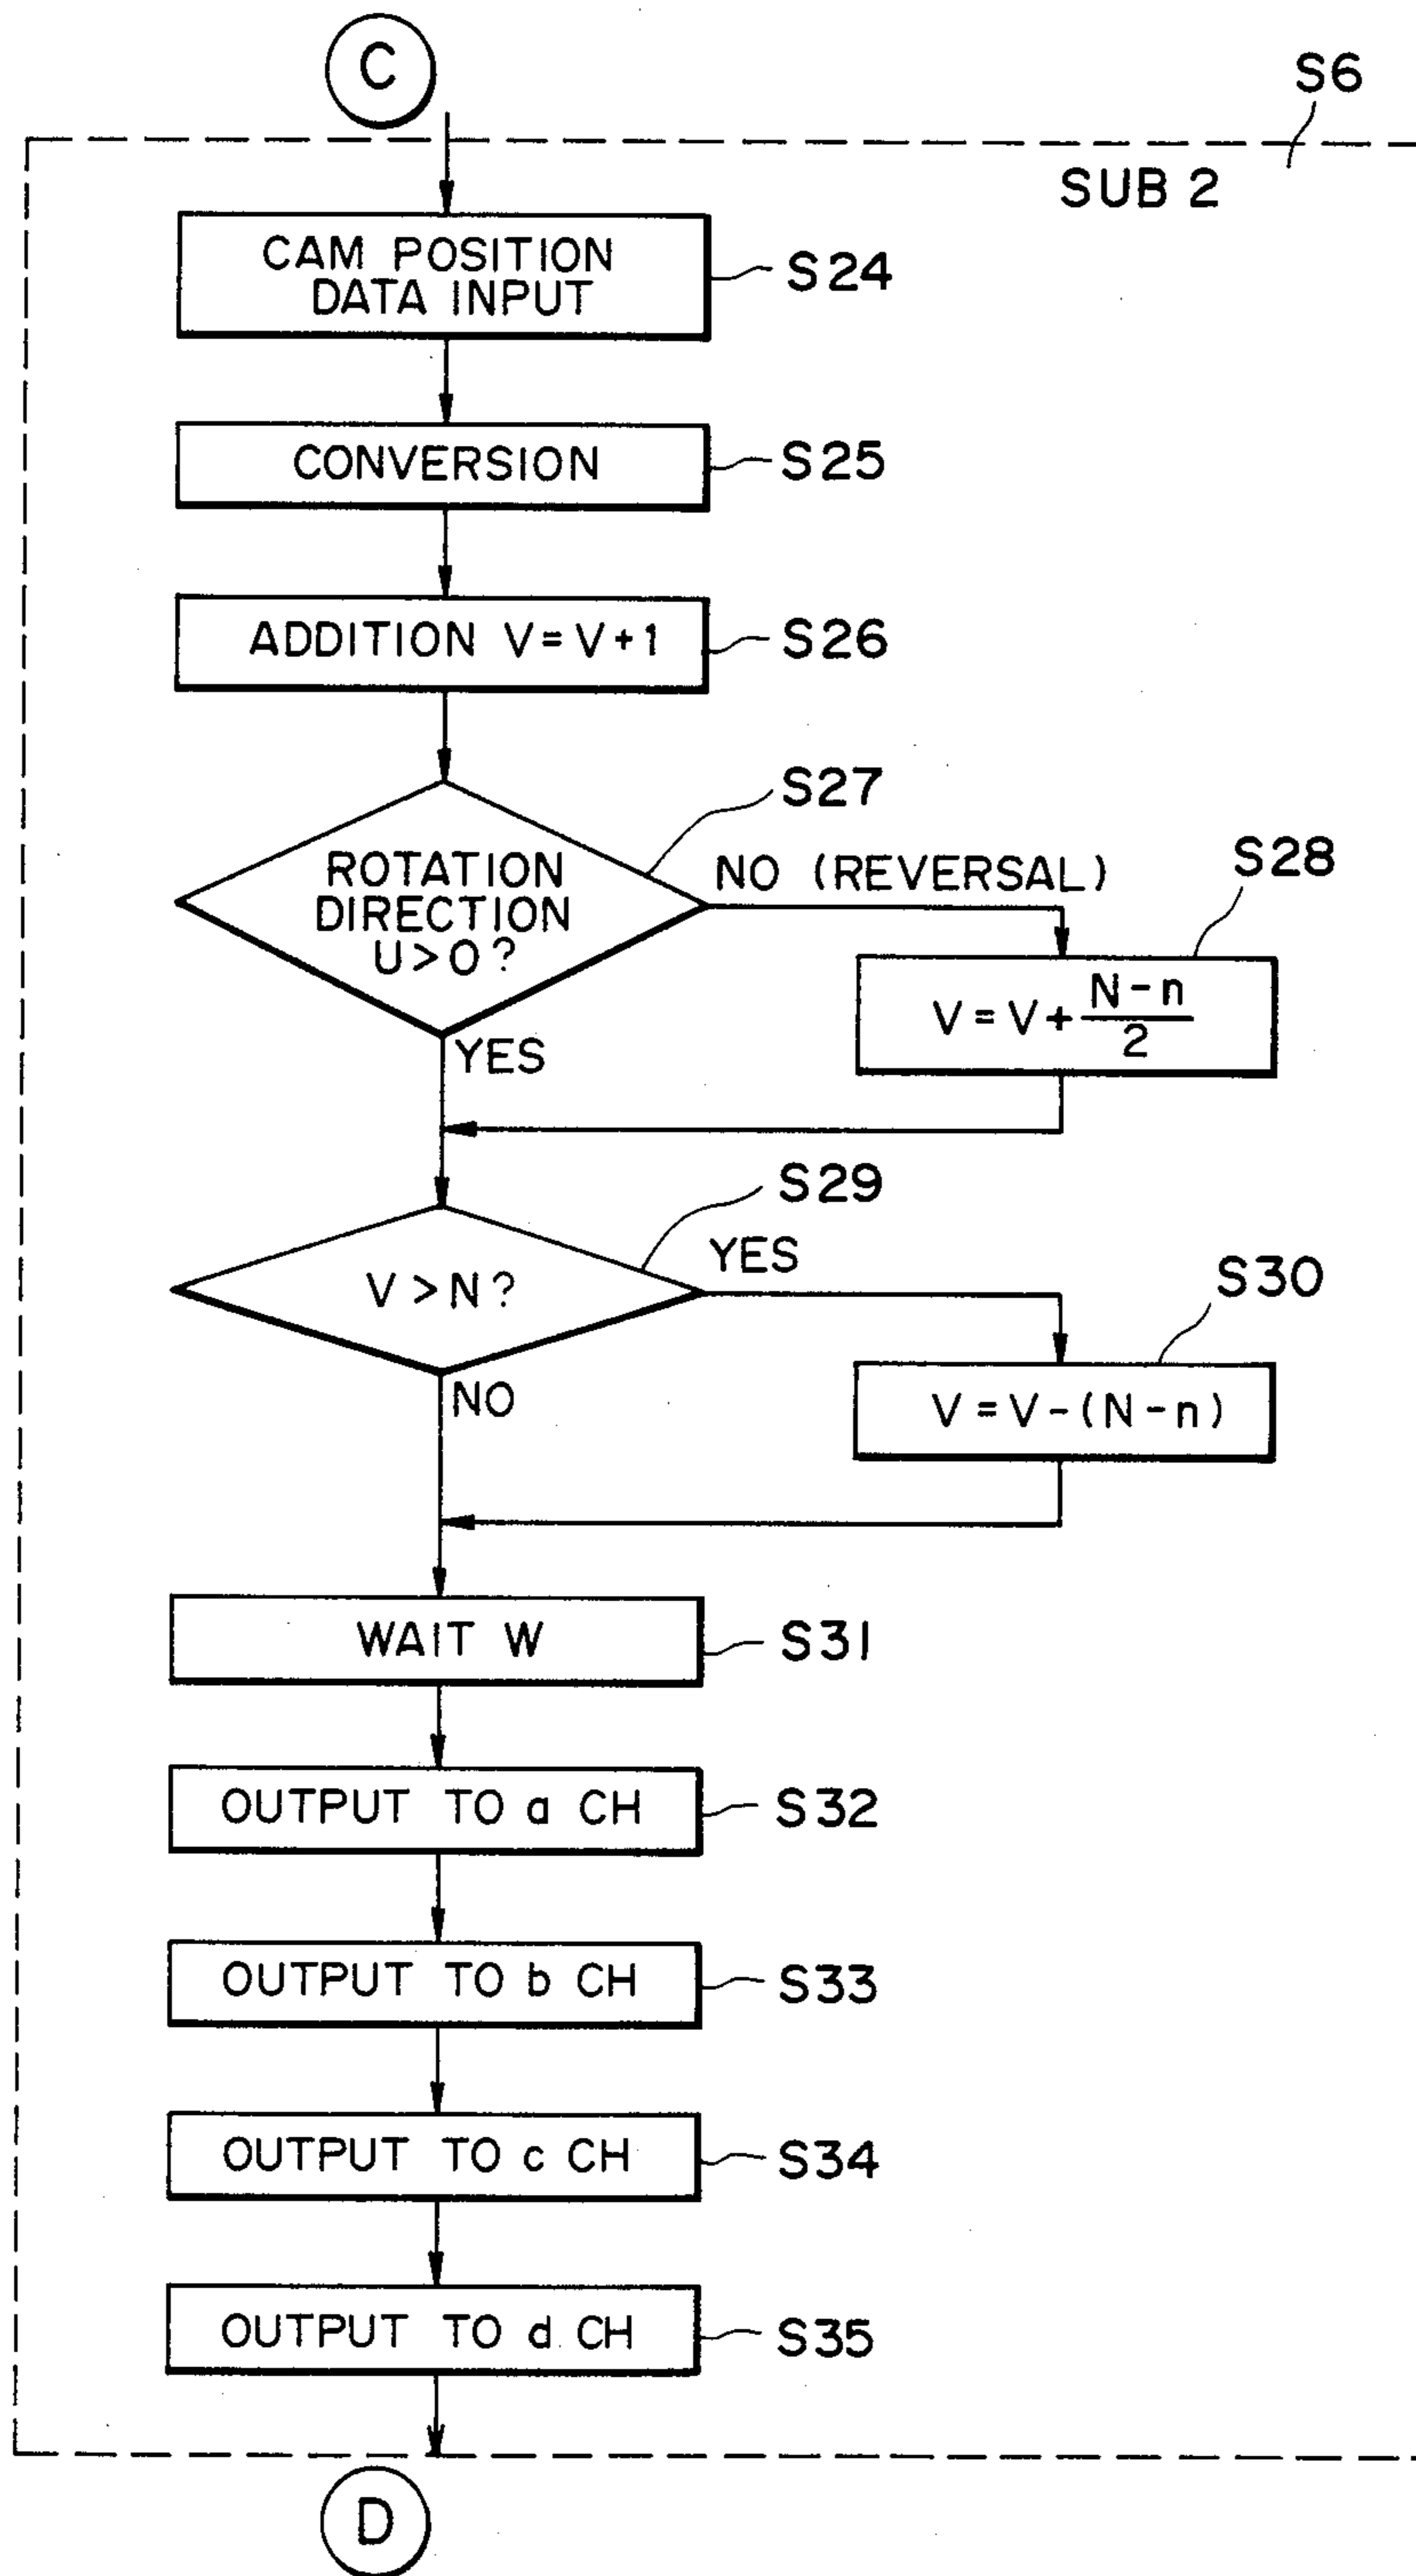 C
S6
SUB 2
CAM POSITION
DATA INPUT
S24
CONVERSION
S25
ADDITION V=V+1
S26
S27
ROTATION
DIRECTION
U>0?
NO (REVERSAL)
S28
V=V+\frac{N-n}{2}
YES
S29
V>N?
YES
S30
V=V-(N-n)
NO
WAIT W
S31
OUTPUT TO a CH
S32
OUTPUT TO b CH
S33
OUTPUT TO c CH
S34
OUTPUT TO d CH
S35
D